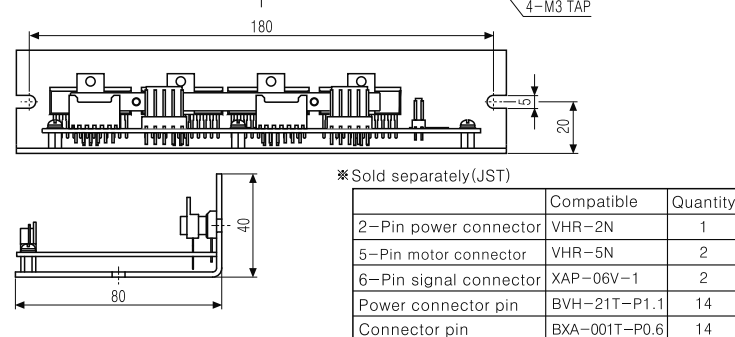 4-M3 TAP
180
5
20
※Sold separately(JST)
40
80
Compatible Quantity
2-Pin power connector VHR-2N 1
5-Pin motor connector VHR-5N 2
6-Pin signal connector XAP-06V-1 2
Power connector pin BVH-21T-P1.1 14
Connector pin BXA-001T-P0.6 14